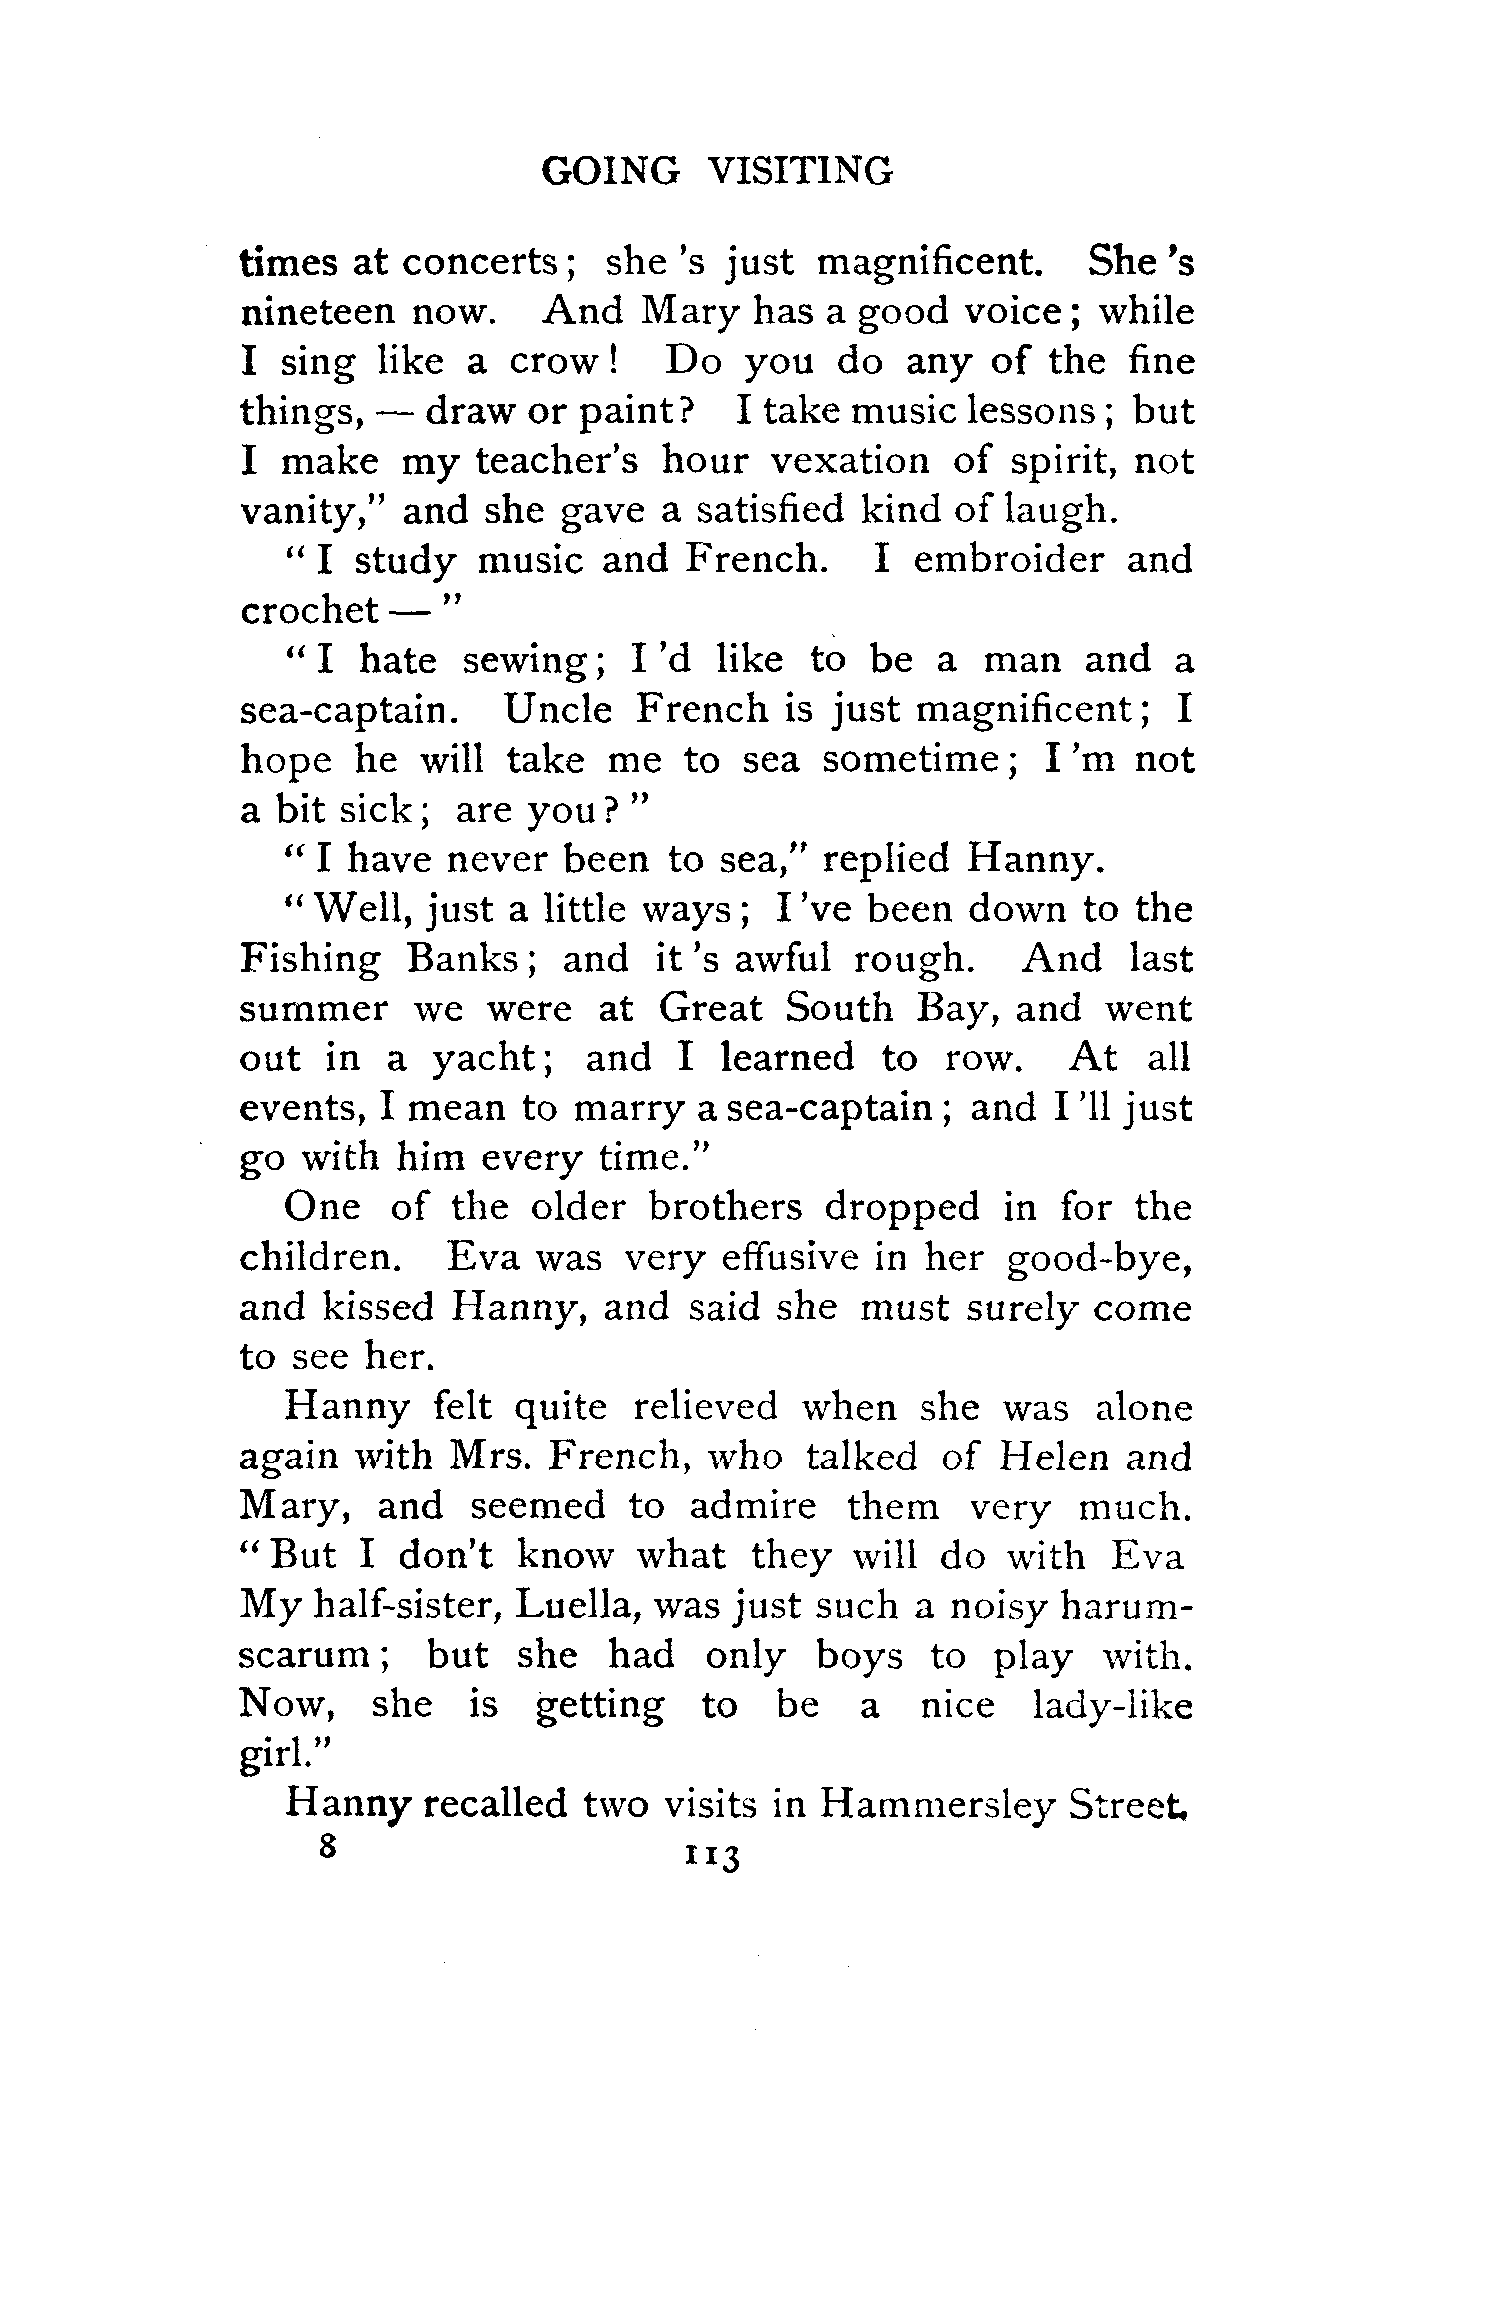 GOING VISITING
times at concerts; she 's just magnificent. She 's
nineteen now. And Mary has a good voice; while
I sing like a crow! Do you do any of the fine
things, — draw or paint? I take music lessons; but
I make my teacher's hour vexation of spirit, not
vanity," and she gave a satisfied kind of laugh.
"I study music and French. I embroider and
crochet — "
"I hate sewing; I 'd like to be a man and a
sea-captain. Uncle French is just magnificent; I
hope he will take me to sea sometime; I 'm not
a bit sick; are you?"
"I have never been to sea," replied Hanny.
"Well, just a little ways; I 've been down to the
Fishing Banks; and it 's awful rough. And last
summer we were at Great South Bay, and went
out in a yacht; and I learned to row. At all
events, I mean to marry a sea-captain; and I 'll just
go with him every time."
One of the older brothers dropped in for the
children. Eva was very effusive in her good-bye,
and kissed Hanny, and said she must surely come
to see her.
Hanny felt quite relieved when she was alone
again with Mrs. French, who talked of Helen and
Mary, and seemed to admire them very much.
"But I don't know what they will do with Eva
My half-sister, Luella, was just such a noisy harum-
scarum; but she had only boys to play with.
Now, she is getting to be a nice lady-like
girl."
Hanny recalled two visits in Hammersley Street.
8 113